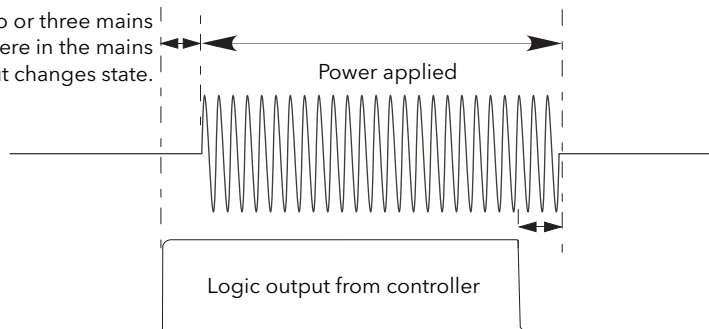 o or three mains
ere in the mains
t changes state.
Power applied
Logic output from controller